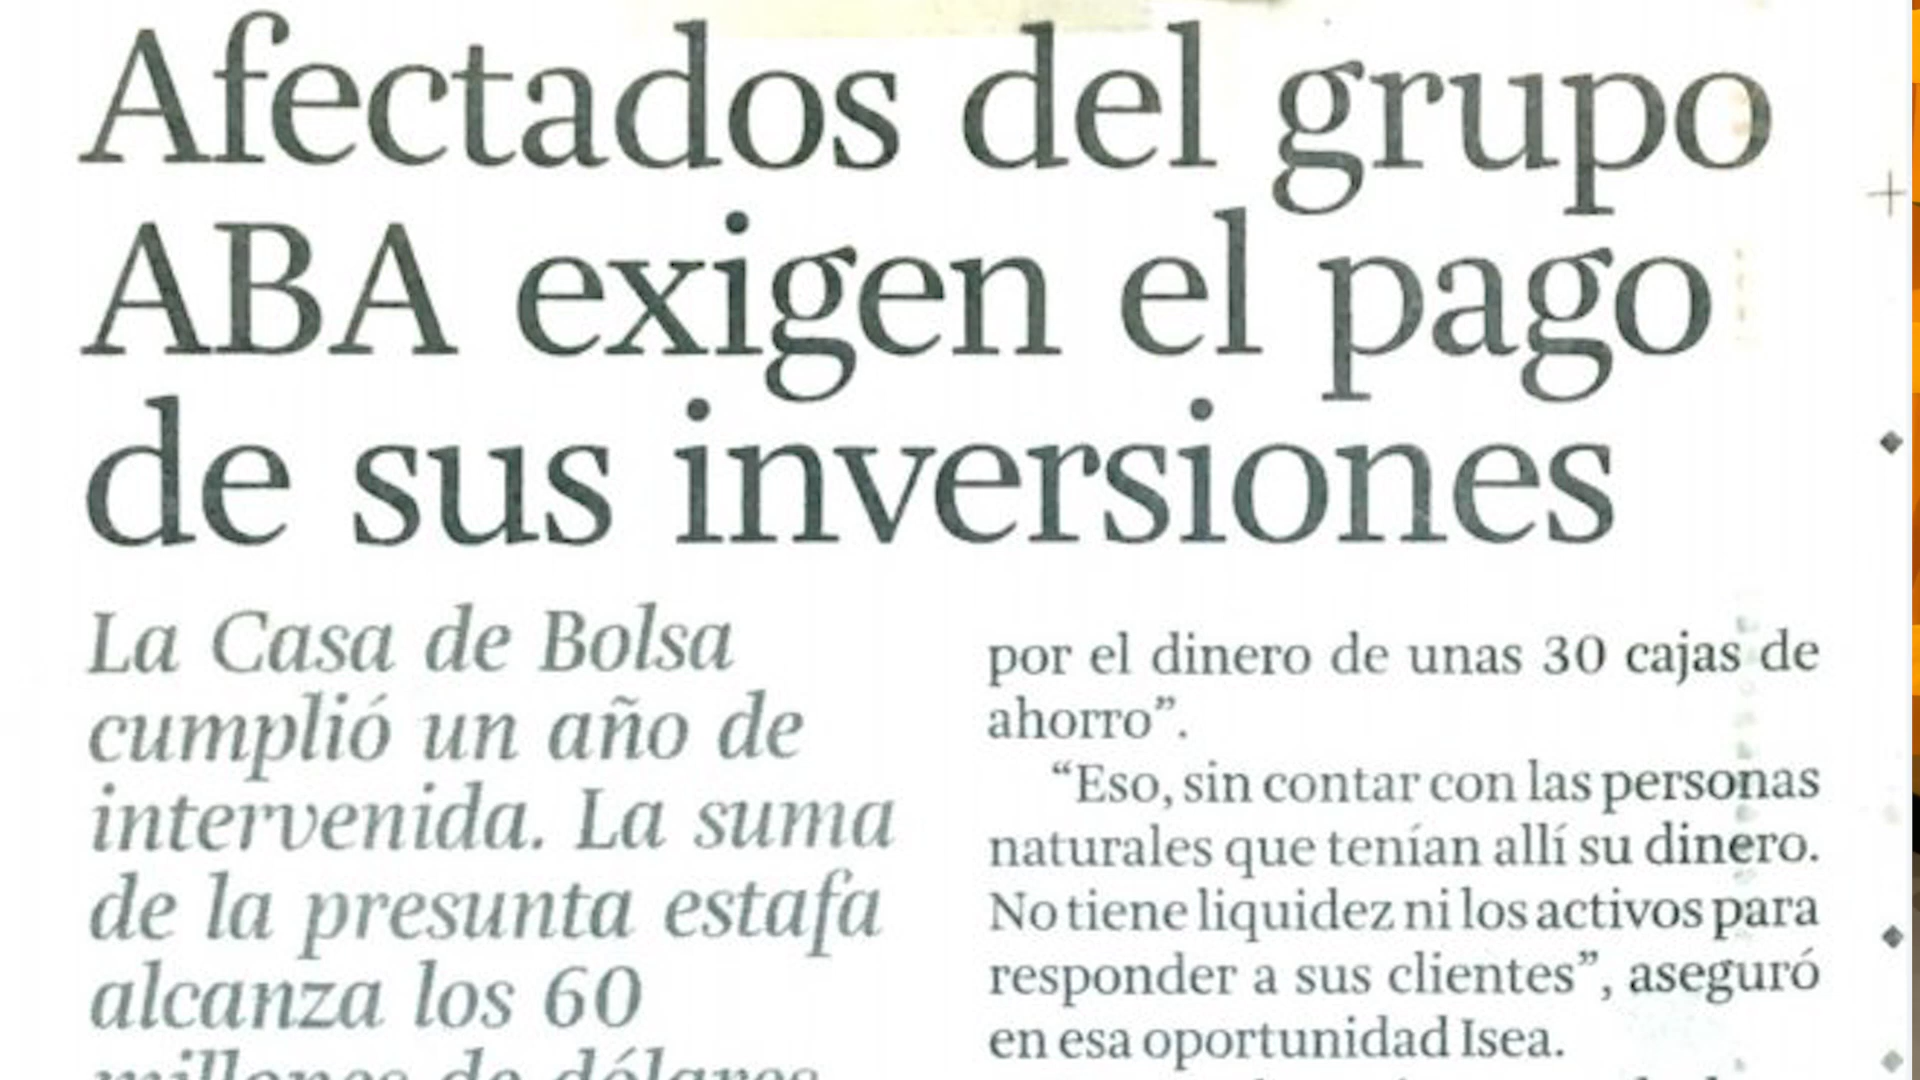 Afectados del grupo
ABA exigen el pago
de sus inversiones
La Casa de Bolsa
cumplió un año de
intervenida. La suma
de la presunta estafa
alcanza los 60
millones de dólares
por el dinero de unas 30 cajas de
ahorro”.
“Eso, sin contar con las personas
naturales que tenían allí su dinero.
No tiene liquidez ni los activos para
responder a sus clientes”, aseguró
en esa oportunidad Isea.